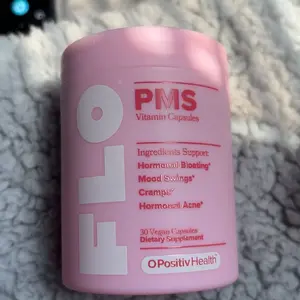 FLO
PMS
Vitamin Capsules
Ingredients Support:
Hormonal Bloating*
Mood Swings*
Cramps*
Hormonal Acne*
30 Vegan Capsules
Dietary Supplement
OPositiv Health